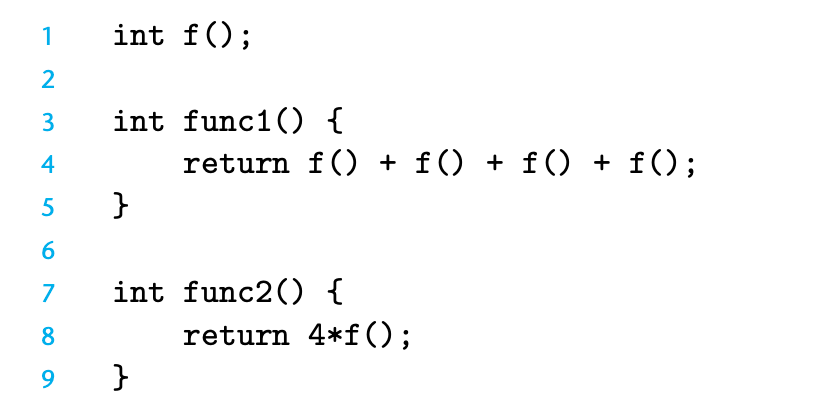 1 int f();
2
3 int func1() {
4 return f() + f() + f() + f();
5 }
6
7 int func2() {
8 return 4*f();
9 }